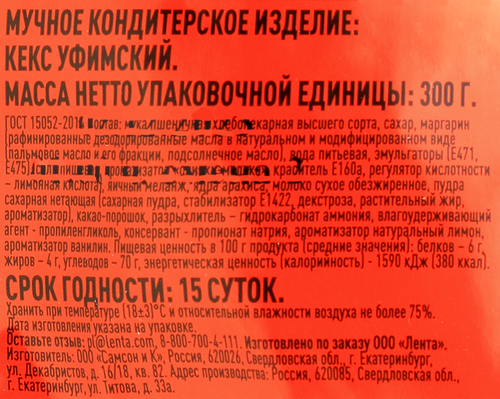 МУЧНОЕ КОНДИТЕРСКОЕ ИЗДЕЛИЕ:
КЕКС УФИМСКИЙ.
МАССА НЕТТО УПАКОВОЧНОЙ ЕДИНИЦЫ: 300 Г.
ГОСТ 15052-2014 Состав: мука пшеничная хлебопекарная высшего сорта, сахар, маргарин
(рафинированные дезодорированные масла в натуральном и модифицированном виде
(пальмовое масло и его фракции, подсолнечное масло), вода питьевая, эмульгаторы (Е471,
Е475), соль пищевая, ароматизатор, краситель Е160а, регулятор кислотности
- лимонная кислота), яичный меланж, ядра арахиса, молоко сухое обезжиренное, пудра
сахарная нетающая (сахарная пудра, стабилизатор Е1422, декстроза, растительный жир,
ароматизатор), какао-порошок, разрыхлитель - гидрокарбонат аммония, влагоудерживающий
агент - пропиленгликоль, консервант - пропионат натрия, ароматизатор натуральный лимон,
ароматизатор ванилин. Пищевая ценность в 100 г продукта (средние значения): белков - 6 г,
жиров - 4 г, углеводов - 70 г, энергетическая ценность (калорийность) - 1590 кДж (380 ккал).
СРОК ГОДНОСТИ: 15 СУТОК.
Хранить при температуре (18±3)°С и относительной влажности воздуха не более 75%.
Дата изготовления указана на упаковке.
Оставьте отзыв: pl@lenta.com, 8-800-700-4-111. Изготовлено по заказу ООО «Лента».
Изготовитель: ООО «Самсон и К», Россия, 620026, Свердловская обл., г. Екатеринбург,
ул. Декабристов, д. 16/18, кв. 82. Адрес производства: Россия, 620085, Свердловская обл.,
г. Екатеринбург, ул. Титова, д. 33а.